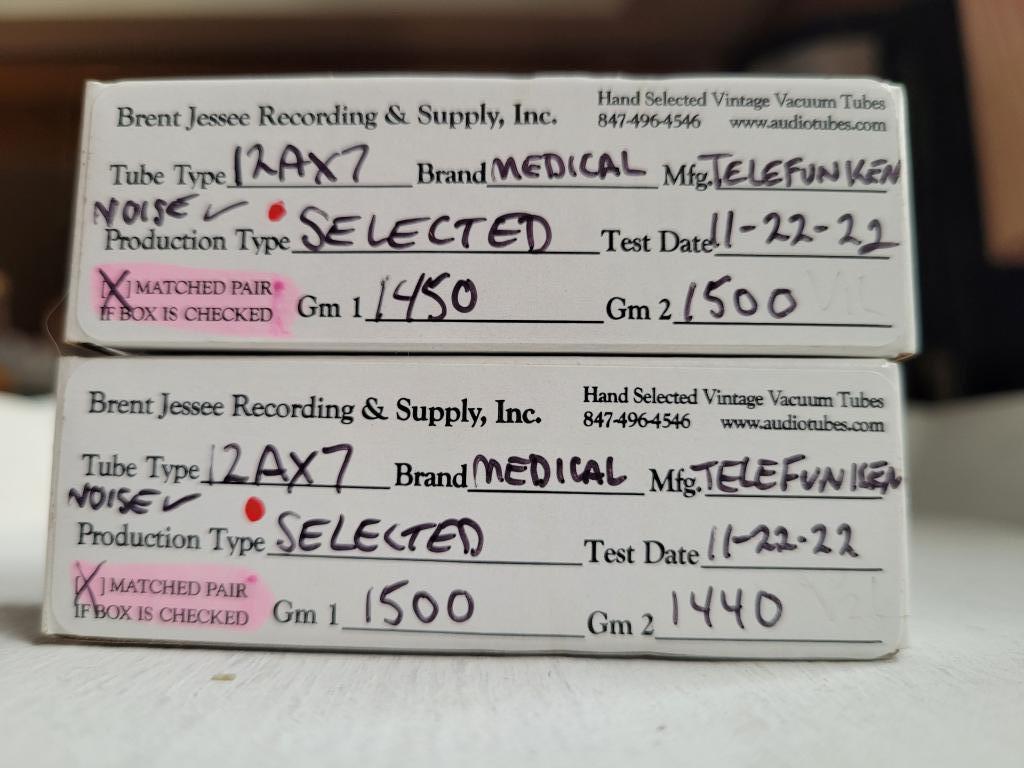 Brent Jessee Recording & Supply, Inc. Hand Selected Vintage Vacuum Tubes
847-496-4546 www.audiotubes.com
Tube Type 12AX7 Brand MEDICAL Mfg. TELEFUNKEN
NOISE ✓
Production Type SELECTED Test Date 11-22-22
[X] MATCHED PAIR
IF BOX IS CHECKED Gm 1 1450 Gm 2 1500
Brent Jessee Recording & Supply, Inc. Hand Selected Vintage Vacuum Tubes
847-496-4546 www.audiotubes.com
Tube Type 12AX7 Brand MEDICAL Mfg. TELEFUNKEN
NOISE ✓
Production Type SELECTED Test Date 11-22-22
[X] MATCHED PAIR
IF BOX IS CHECKED Gm 1 1500 Gm 2 1440